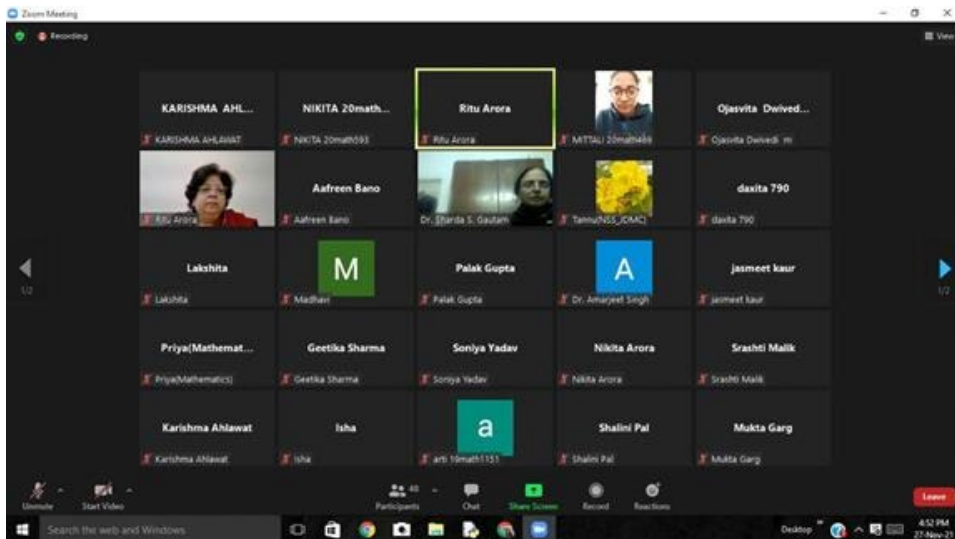 Zoom Meeting
Recording
View
KARISHMA AHL...
KARISHMA AHLAWAT
NIKITA 20math...
NIKITA 20math593
Ritu Arora
Ritu Arora
MITTALI 20math469
Ojasvita Dwived...
Ojasvita Dwivedi m
Ritu Arora
Aafreen Bano
Aafreen Bano
Dr. Sharda S. Gautam
Tannu(NSS_JDMC)
daxita 790
daxita 790
1/2
Lakshita
Lakshita
M
Madhavi
Palak Gupta
Palak Gupta
A
Dr. Amarjeet Singh
jasmeet kaur
jasmeet kaur
1/2
Priya(Mathemat...
Priya(Mathematics)
Geetika Sharma
Geetika Sharma
Soniya Yadav
Soniya Yadav
Nikita Arora
Nikita Arora
Srashti Malik
Srashti Malik
Karishma Ahlawat
Karishma Ahlawat
Isha
Isha
a
arti 19math1151
Shalini Pal
Shalini Pal
Mukta Garg
Mukta Garg
Unmute
Start Video
40
Participants
Chat
Share Screen
Record
Reactions
Leave
Search the web and Windows
Desktop
4:52 PM
27-Nov-21